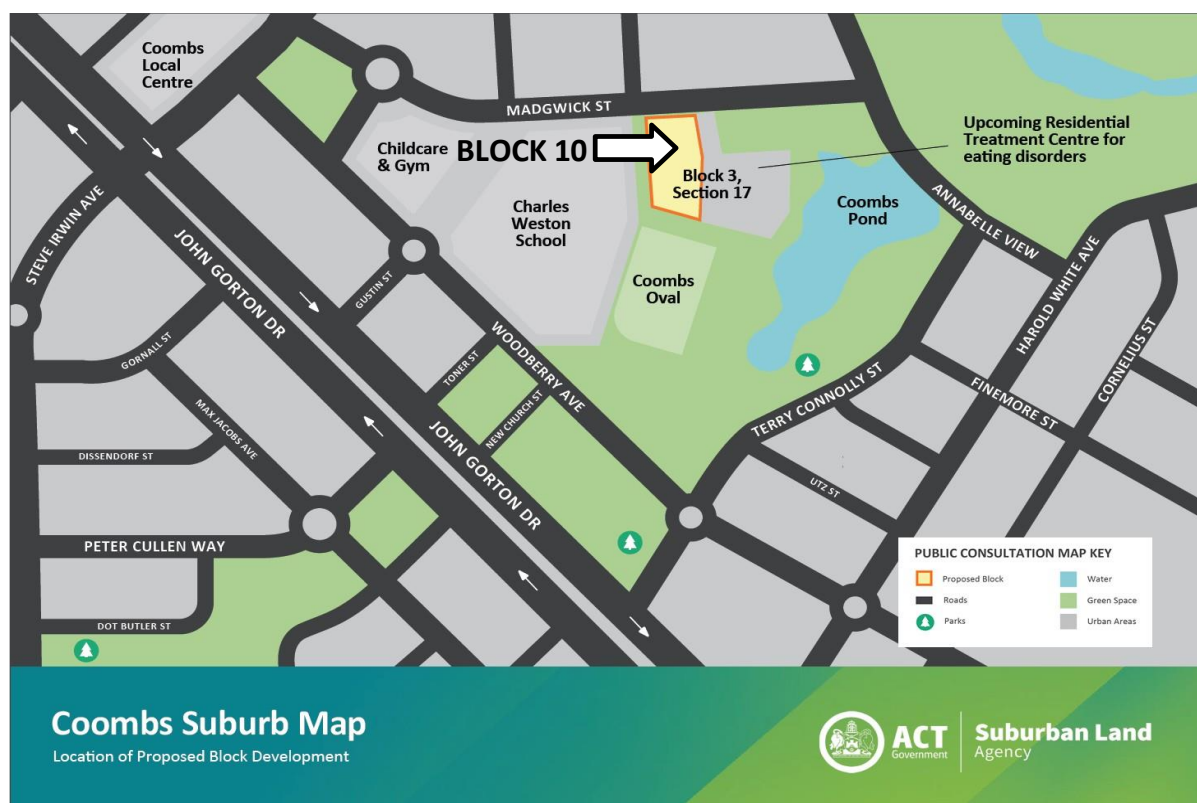 Coombs
Local
Centre
MADGWICK ST
Upcoming Residential
Treatment Centre for
eating disorders
Childcare
& Gym
BLOCK 10
Block 3,
Section 17
Charles
Weston
School
Coombs
Pond
ANNABELLE VIEW
STEVE IRWIN AVE
JOHN GORTON DR
GUSTIN ST
Coombs
Oval
HAROLD WHITE AVE
CORNELIUS ST
GORNALL ST
TONER ST
WOODBERRY AVE
NEW CHURCH ST
TERRY CONNOLLY ST
FINEMORE ST
MAX JACOBS AVE
JOHN GORTON DR
DISSENDORF ST
UTZ ST
PETER CULLEN WAY
DOT BUTLER ST
PUBLIC CONSULTATION MAP KEY
Proposed Block
Water
Roads
Green Space
Parks
Urban Areas
Coombs Suburb Map
Location of Proposed Block Development
ACT
Government
Suburban Land
Agency